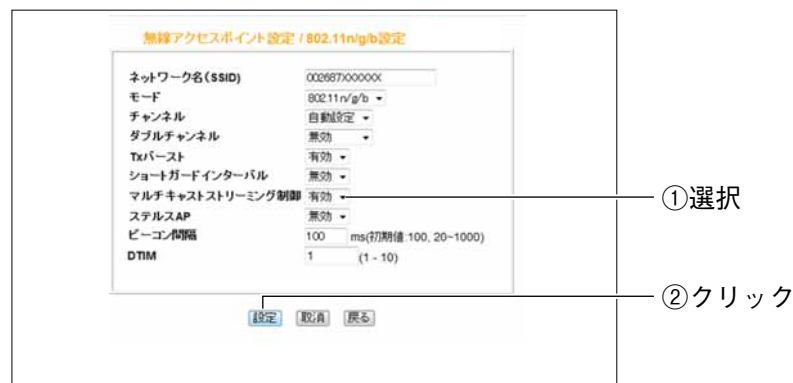 無線アクセスポイント設定 / 802.11n/g/b設定
ネットワーク名(SSID) 002687XXXXXX
モード 802.11n/g/b
チャンネル 自動設定
ダブルチャンネル 無効
Txバースト 有効
ショートガードインターバル 無効
マルチキャストストリーミング制御 有効 ①選択
ステルスAP 無効
ビーコン間隔 100 ms(初期値:100, 20~1000)
DTIM 1 (1 - 10)
設定 取消 戻る ②クリック